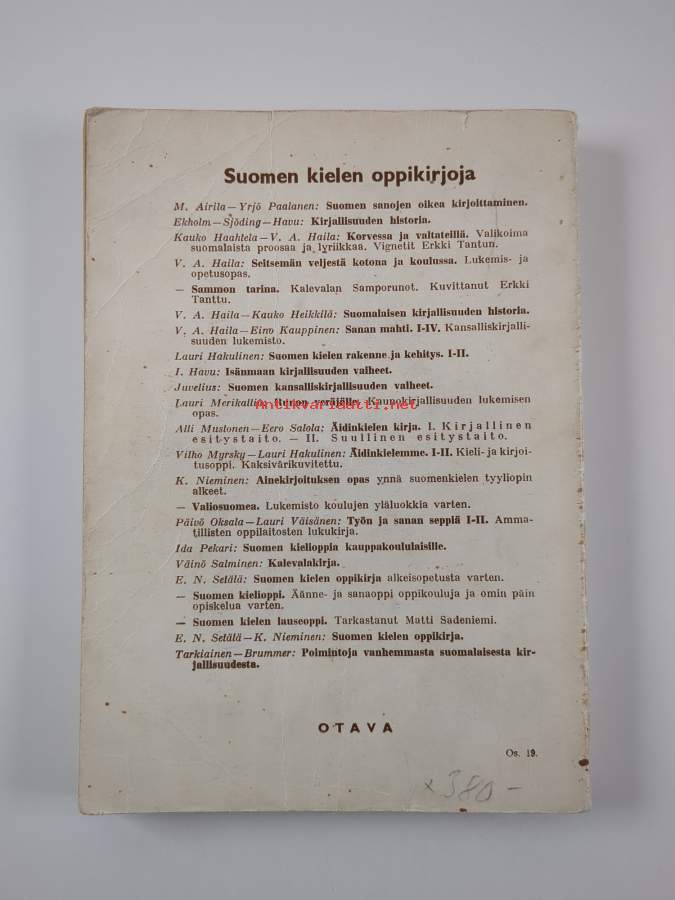 Suomen kielen oppikirjoja
M. Airila—Yrjö Paalanen: Suomen sanojen oikea kirjoittaminen.
Ekholm—Sjöding—Havu: Kirjallisuuden historia.
Kauko Haahtela—V. A. Haila: Korvessa ja valtateillä. Valikoima
suomalaista proosaa ja lyriikkaa. Vignetit Erkki Tantun.
V. A. Haila: Seitsemän veljestä kotona ja koulussa. Lukemis- ja
opetusopas.
— Sammon tarina. Kalevalan Samporunot. Kuvittanut Erkki
Tanttu.
V. A. Haila—Kauko Heikkilä: Suomalaisen kirjallisuuden historia.
V. A. Haila—Eino Kauppinen: Sanan mahti. I-IV. Kansalliskirjalli-
suuden lukemisto.
Lauri Hakulinen: Suomen kielen rakenne ja kehitys. I-II.
I. Havu: Isänmaan kirjallisuuden vaiheet.
Juvelius: Suomen kansalliskirjallisuuden vaiheet.
Lauri Merikallio: Runon veräjälle. Kaunokirjallisuuden lukemisen
opas.
Antikvariaatti.net
Alli Mustonen—Eero Salola: Äidinkielen kirja. I. Kirjallinen
esitystaito. — II. Suullinen esitystaito.
Vilho Myrsky—Lauri Hakulinen: Äidinkielemme. I-II. Kieli- ja kirjoi-
tusoppi. Kaksivärikuvitettu.
K. Nieminen: Ainekirjoituksen opas ynnä suomenkielen tyyliopin
alkeet.
— Valiosuomea. Lukemisto koulujen yläluokkia varten.
Päivö Oksala—Lauri Väisänen: Työn ja sanan seppiä I-II. Amma-
tillisten oppilaitosten lukukirja.
Ida Pekari: Suomen kielioppia kauppakoululaisille.
Väinö Salminen: Kalevalakirja.
E. N. Setälä: Suomen kielen oppikirja alkeisopetusta varten.
— Suomen kielioppi. Äänne- ja sanaoppi oppikouluja ja omin päin
opiskelua varten.
— Suomen kielen lauseoppi. Tarkastanut Matti Sadeniemi.
E. N. Setälä—K. Nieminen: Suomen kielen oppikirja.
Tarkiainen—Brummer: Poimintoja vanhemmasta suomalaisesta kir-
jallisuudesta.
OTAVA
Os. 19.
x380-